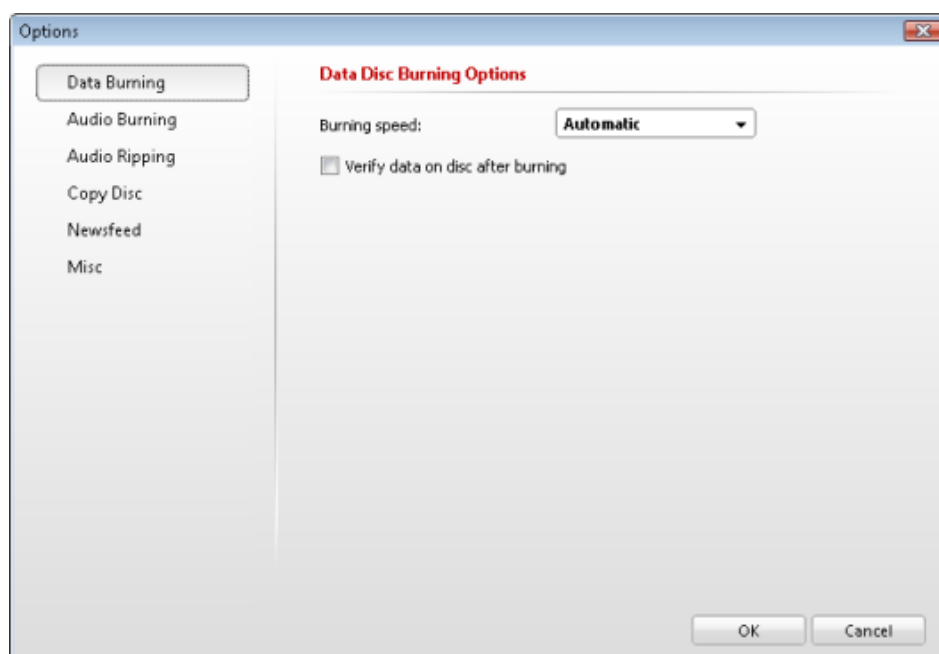 Options
Data Burning
Audio Burning
Audio Ripping
Copy Disc
Newsfeed
Misc
Data Disc Burning Options
Burning speed: Automatic
Verify data on disc after burning
OK Cancel